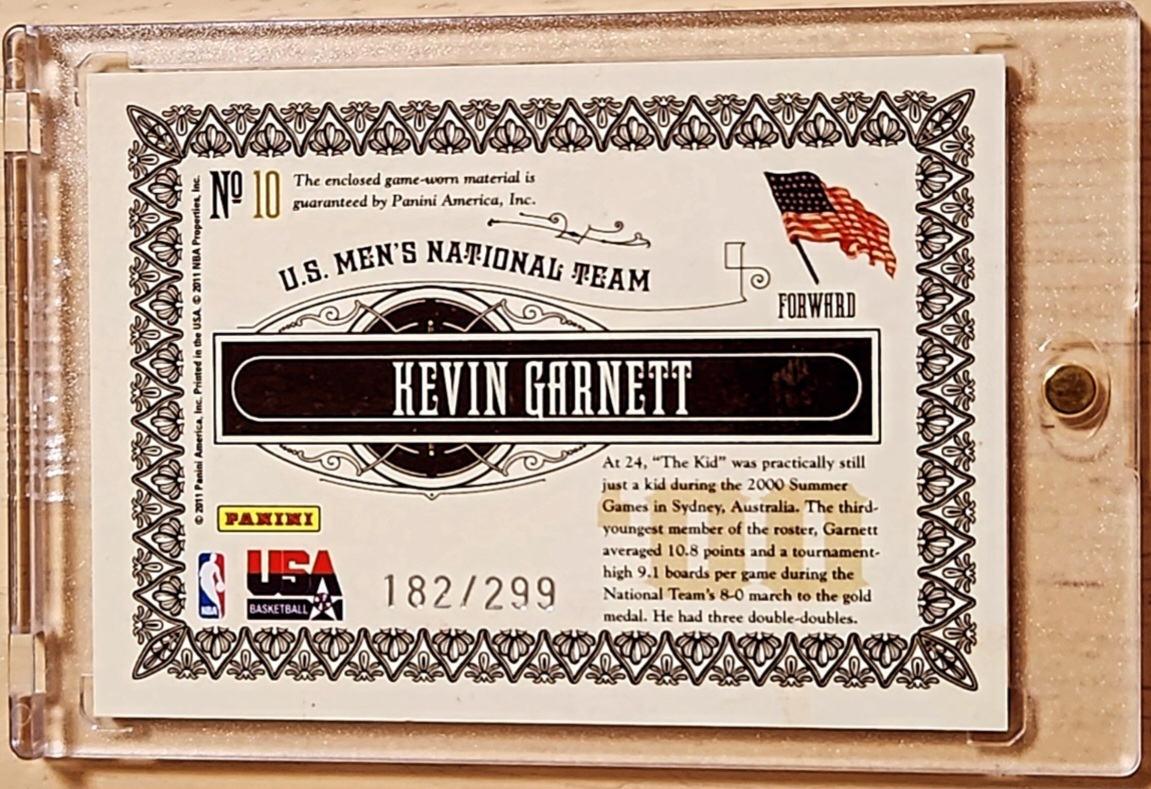 Nº 10
The enclosed game-worn material is
guaranteed by Panini America, Inc.
U.S. MEN'S NATIONAL TEAM
FORWARD
KEVIN GARNETT
At 24, "The Kid" was practically still
just a kid during the 2000 Summer
Games in Sydney, Australia. The third-
youngest member of the roster, Garnett
averaged 10.8 points and a tournament-
high 9.1 boards per game during the
National Team's 8-0 march to the gold
medal. He had three double-doubles.
© 2011 Panini America, Inc. Printed in the USA. © 2011 NBA Properties, Inc.
PANINI
NBA
USA
BASKETBALL
182/299